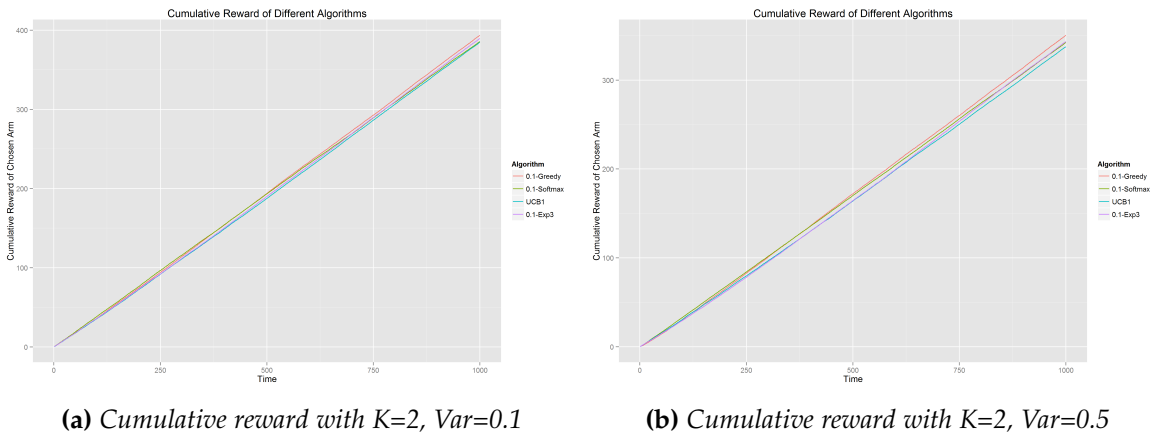 Cumulative Reward of Different Algorithms
Cumulative Reward of Chosen Arm
400
300
200
100
0
0 250 500 750 1000
Time
Algorithm
0.1-Greedy
0.1-Softmax
UCB1
0.1-Exp3
(a) Cumulative reward with K=2, Var=0.1
Cumulative Reward of Different Algorithms
Cumulative Reward of Chosen Arm
300
200
100
0
0 250 500 750 1000
Time
Algorithm
0.1-Greedy
0.1-Softmax
UCB1
0.1-Exp3
(b) Cumulative reward with K=2, Var=0.5